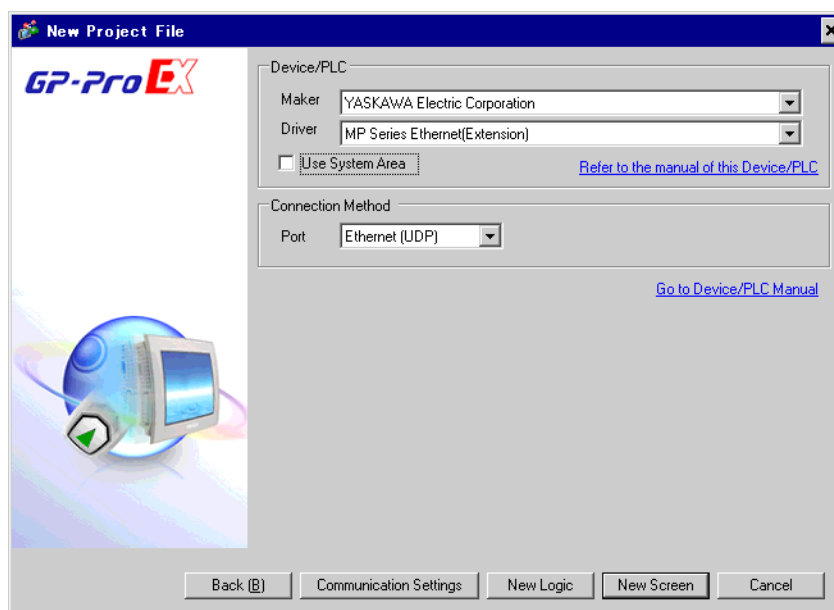 New Project File
GP-Pro EX
Device/PLC
Maker YASKAWA Electric Corporation
Driver MP Series Ethernet(Extension)
Use System Area Refer to the manual of this Device/PLC
Connection Method
Port Ethernet (UDP)
Go to Device/PLC Manual
Back (B) Communication Settings New Logic New Screen Cancel